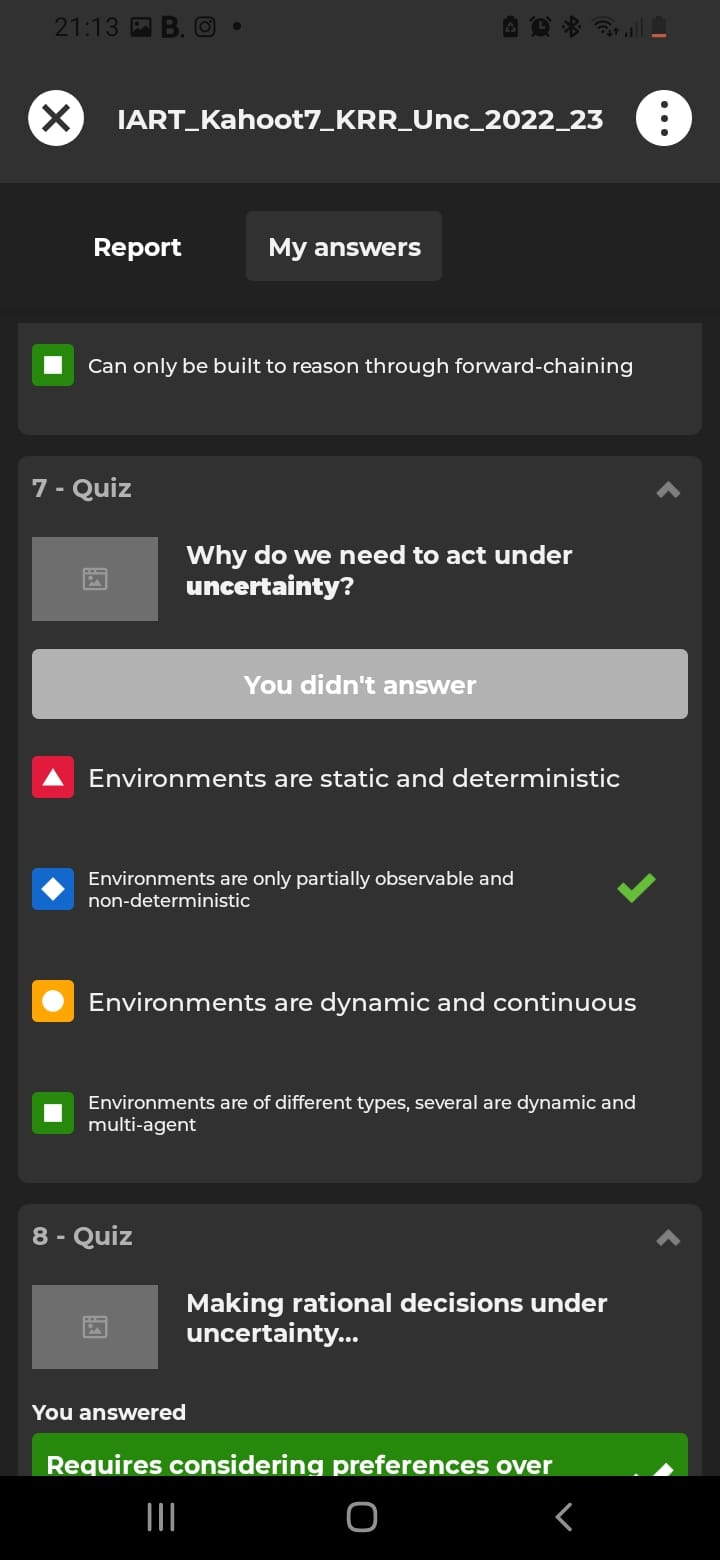 21:13 B.
IART_Kahoot7_KRR_Unc_2022_23
Report
My answers
Can only be built to reason through forward-chaining
7 - Quiz
Why do we need to act under
uncertainty?
You didn't answer
Environments are static and deterministic
Environments are only partially observable and
non-deterministic
Environments are dynamic and continuous
Environments are of different types, several are dynamic and
multi-agent
8 - Quiz
Making rational decisions under
uncertainty...
You answered
Requires considering preferences over